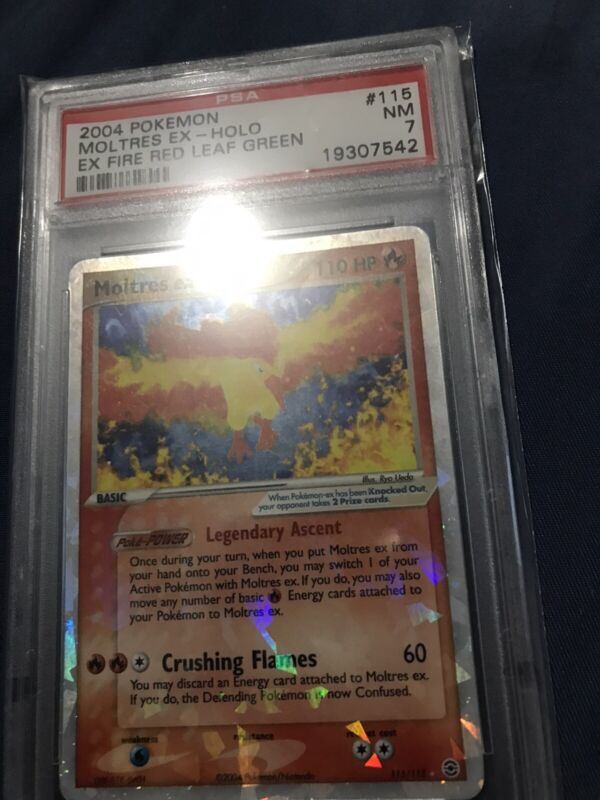 PSA
2004 POKEMON #115
MOLTRES EX - HOLO NM
EX FIRE RED LEAF GREEN 7
19307542
Moltres ex 110 HP
Illus. Ryo Ueda
BASIC
When Pokémon-ex has been Knocked Out,
your opponent takes 2 Prize cards.
Poké-POWER Legendary Ascent
Once during your turn, when you put Moltres ex from
your hand onto your Bench, you may switch 1 of your
Active Pokémon with Moltres ex. If you do, you may also
move any number of basic Energy cards attached to
your Pokémon to Moltres ex.
Crushing Flames 60
You may discard an Energy card attached to Moltres ex.
If you do, the Defending Pokémon is now Confused.
weakness resistance retreat cost
©2004 Pokémon/Nintendo